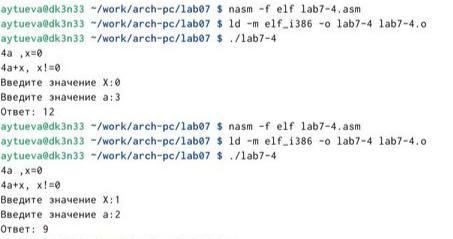 aytueva@dk3n33 ~/work/arch-pc/lab07 $ nasm -f elf lab7-4.asm
aytueva@dk3n33 ~/work/arch-pc/lab07 $ ld -m elf_i386 -o lab7-4 lab7-4.o
aytueva@dk3n33 ~/work/arch-pc/lab07 $ ./lab7-4
4a ,x=0
4a+x, x!=0
Введите значение X:0
Введите значение a:3
Ответ: 12
aytueva@dk3n33 ~/work/arch-pc/lab07 $ nasm -f elf lab7-4.asm
aytueva@dk3n33 ~/work/arch-pc/lab07 $ ld -m elf_i386 -o lab7-4 lab7-4.o
aytueva@dk3n33 ~/work/arch-pc/lab07 $ ./lab7-4
4a ,x=0
4a+x, x!=0
Введите значение X:1
Введите значение a:2
Ответ: 9